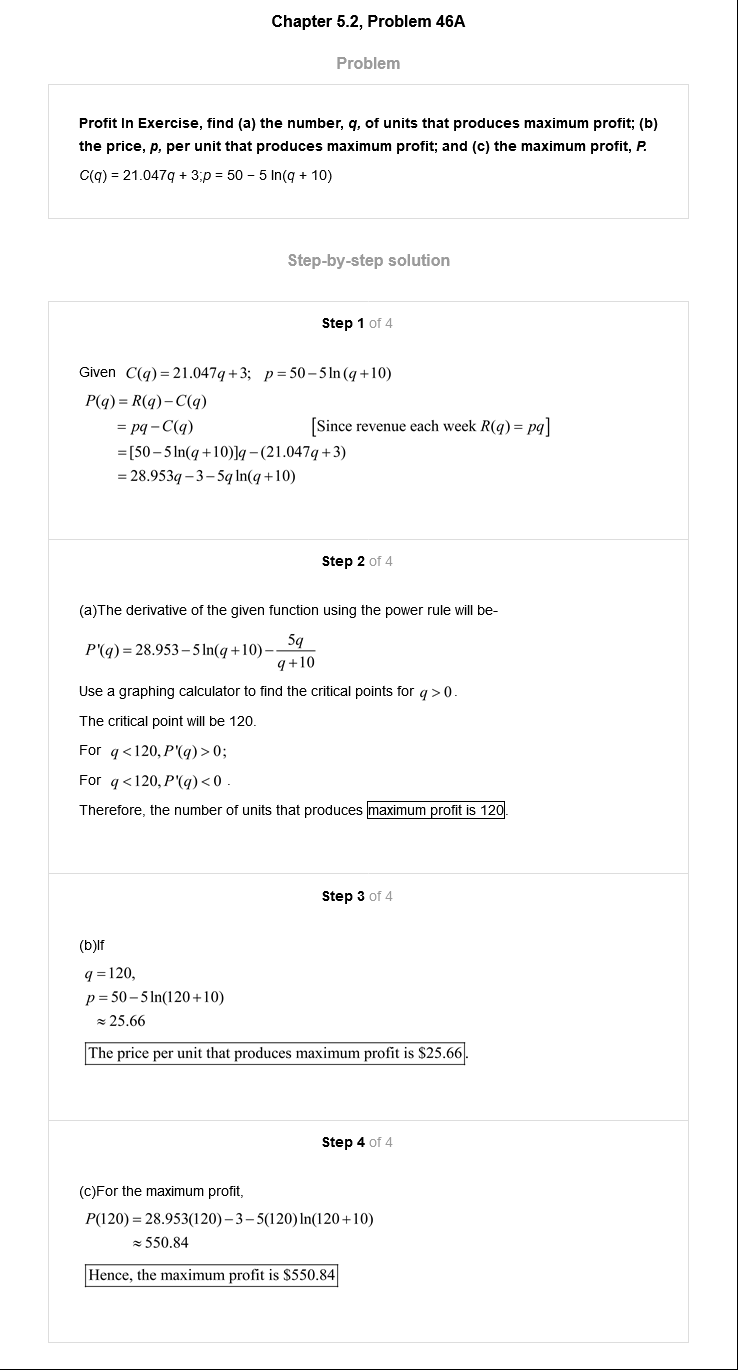 Chapter 5.2, Problem 46A
Problem
Profit In Exercise, find (a) the number, q, of units that produces maximum profit; (b)
the price, p, per unit that produces maximum profit; and (c) the maximum profit, P.
C(q) = 21.047q + 3;p = 50 − 5 ln(q + 10)
Step-by-step solution
Step 1 of 4
Given C(q) = 21.047q + 3; p = 50 − 5 ln(q + 10)
P(q) = R(q) − C(q)
= pq − C(q) [Since revenue each week R(q) = pq]
= [50 − 5 ln(q + 10)]q − (21.047q + 3)
= 28.953q − 3 − 5q ln(q + 10)
Step 2 of 4
(a)The derivative of the given function using the power rule will be-
P'(q) = 28.953 − 5 ln(q + 10) − 5q/(q + 10)
Use a graphing calculator to find the critical points for q > 0.
The critical point will be 120.
For q < 120, P'(q) > 0;
For q < 120, P'(q) < 0 .
Therefore, the number of units that produces maximum profit is 120.
Step 3 of 4
(b)If
q = 120,
p = 50 − 5 ln(120 + 10)
≈ 25.66
The price per unit that produces maximum profit is $25.66.
Step 4 of 4
(c)For the maximum profit,
P(120) = 28.953(120) − 3 − 5(120) ln(120 + 10)
≈ 550.84
Hence, the maximum profit is $550.84